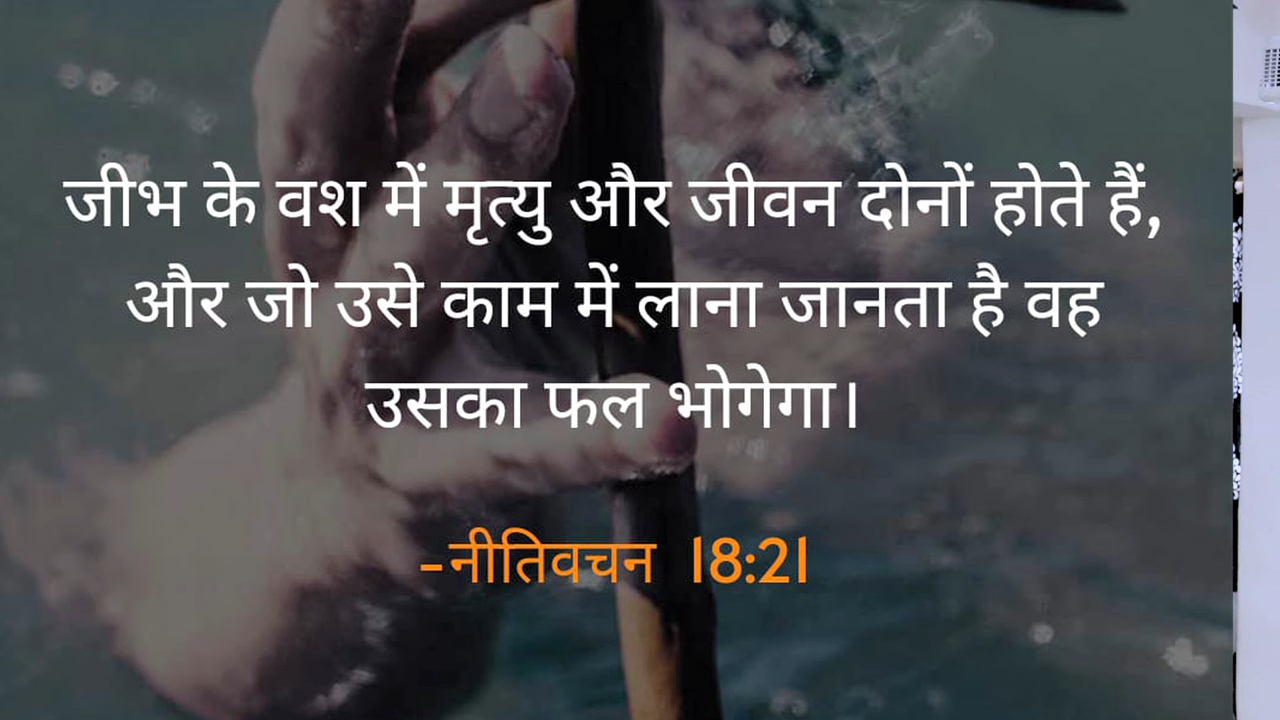 जीभ के वश में मृत्यु और जीवन दोनों होते हैं,
और जो उसे काम में लाना जानता है वह
उसका फल भोगेगा।
-नीतिवचन 18:21